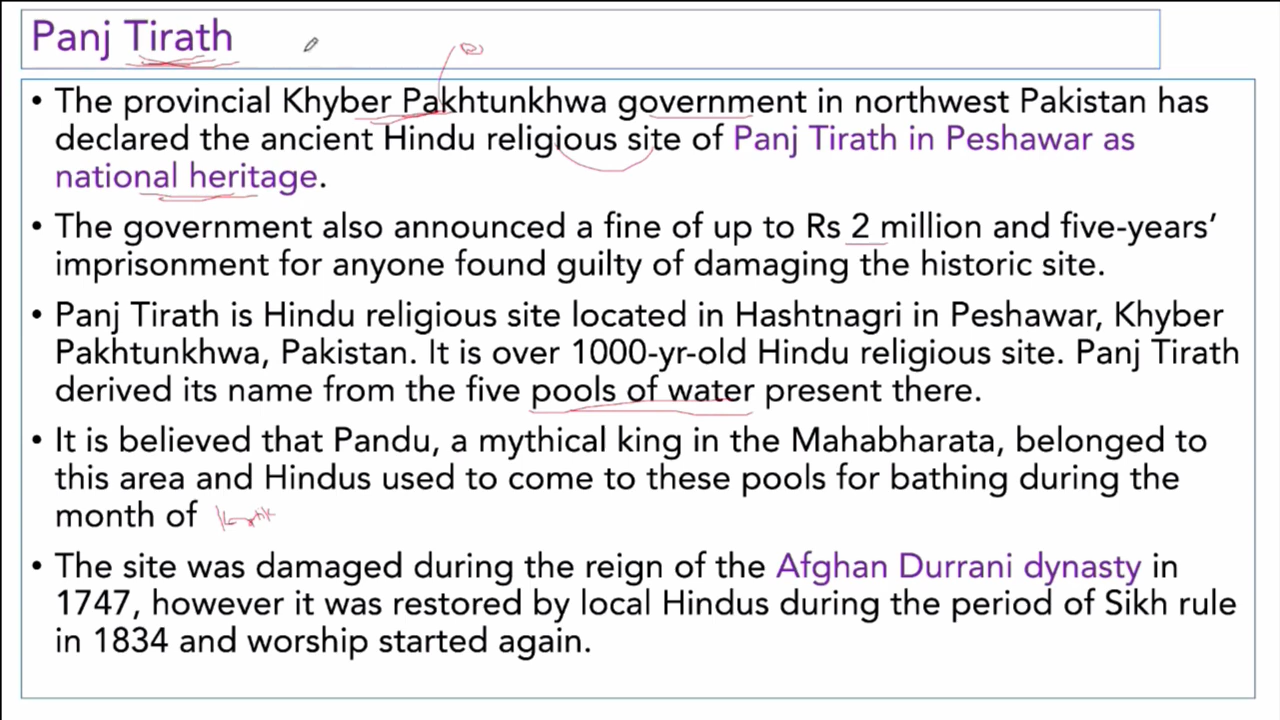 Panj Tirath
• The provincial Khyber Pakhtunkhwa government in northwest Pakistan has
declared the ancient Hindu religious site of Panj Tirath in Peshawar as
national heritage.
• The government also announced a fine of up to Rs 2 million and five-years’
imprisonment for anyone found guilty of damaging the historic site.
• Panj Tirath is Hindu religious site located in Hashtnagri in Peshawar, Khyber
Pakhtunkhwa, Pakistan. It is over 1000-yr-old Hindu religious site. Panj Tirath
derived its name from the five pools of water present there.
• It is believed that Pandu, a mythical king in the Mahabharata, belonged to
this area and Hindus used to come to these pools for bathing during the
month of
• The site was damaged during the reign of the Afghan Durrani dynasty in
1747, however it was restored by local Hindus during the period of Sikh rule
in 1834 and worship started again.